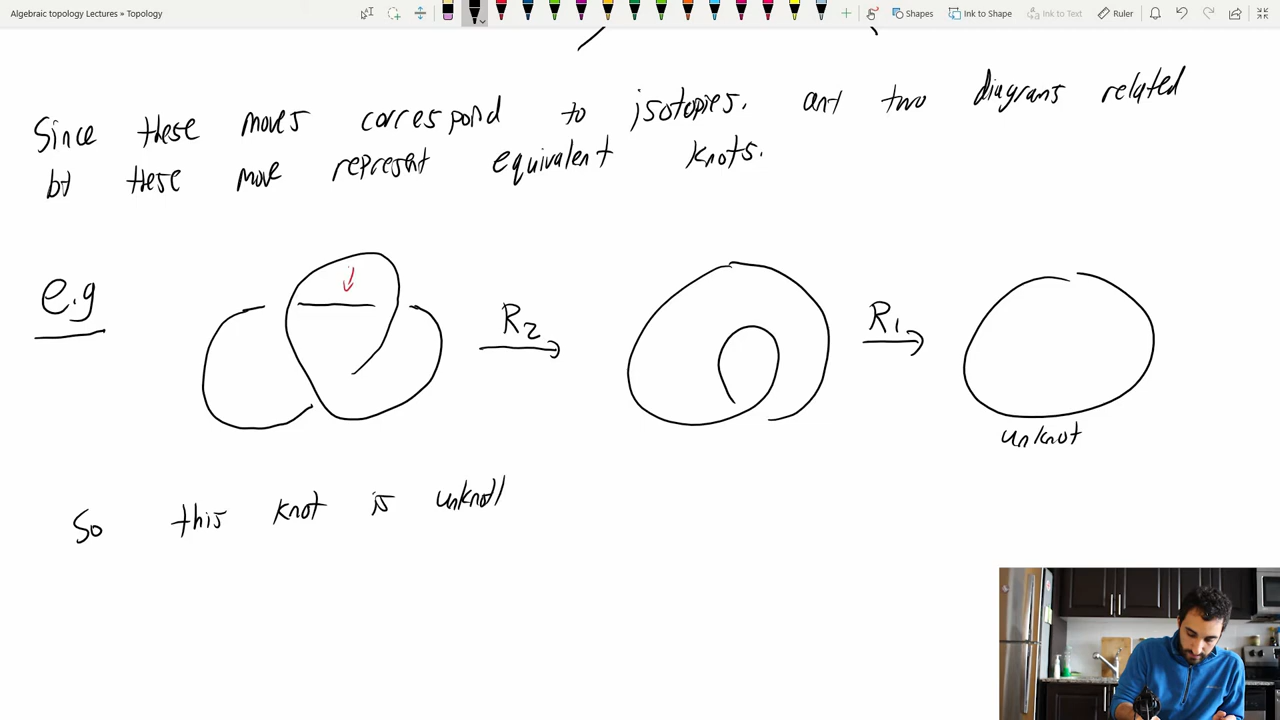 Algebraic topology Lectures » Topology
Shapes Ink to Shape Ink to Text Ruler
Since these moves correspond to isotopies. any two diagrams related
by these move represent equivalent knots.
e.g
R2
R1
unknot
So this knot is unknott